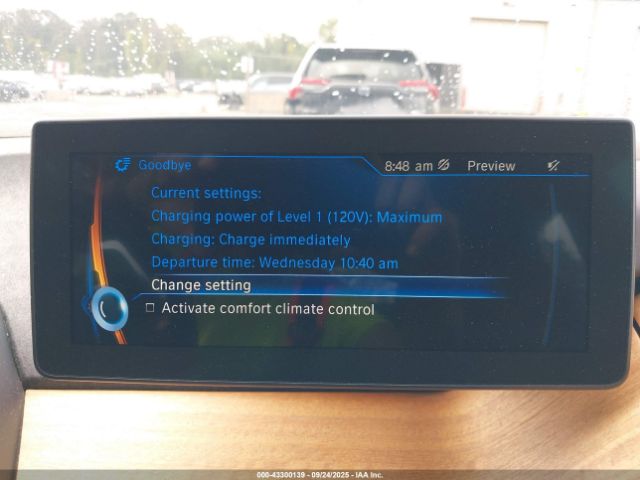 Goodbye 8:48 am Preview
Current settings:
Charging power of Level 1 (120V): Maximum
Charging: Charge immediately
Departure time: Wednesday 10:40 am
Change setting
Activate comfort climate control
000-43300139 - 09/24/2025 - IAA Inc.